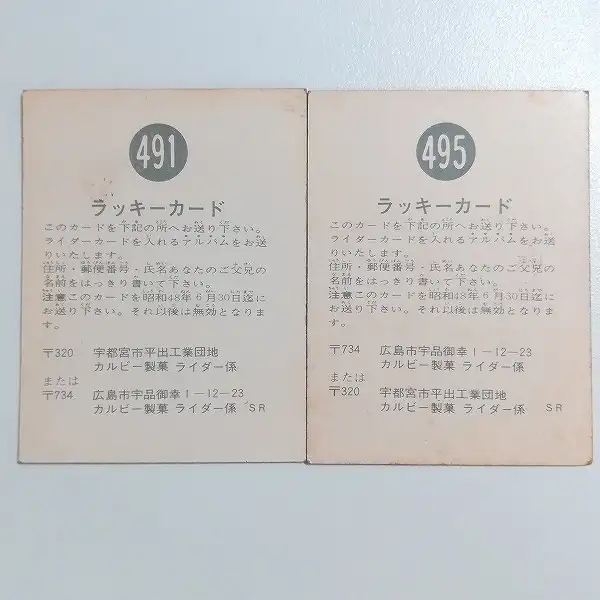 491
ラッキーカード
このカードを下記の所へお送り下さい。
ライダーカードを入れるアルバムをお送
りいたします。
住所・郵便番号・氏名あなたのご父兄の
名前をはっきり書いて下さい。
注意このカードを昭和48年6月30日迄に
お送り下さい。それ以後は無効となりま
す。
〒320 宇都宮市平出工業団地
カルビー製菓 ライダー係
または
〒734 広島市宇品御幸1-12-23
カルビー製菓 ライダー係 SR
495
ラッキーカード
このカードを下記の所へお送り下さい。
ライダーカードを入れるアルバムをお送
りいたします。
住所・郵便番号・氏名あなたのご父兄の
名前をはっきり書いて下さい。
注意このカードを昭和48年6月30日迄に
お送り下さい。それ以後は無効となりま
す。
〒734 広島市宇品御幸1-12-23
カルビー製菓 ライダー係
または
〒320 宇都宮市平出工業団地
カルビー製菓 ライダー係 SR